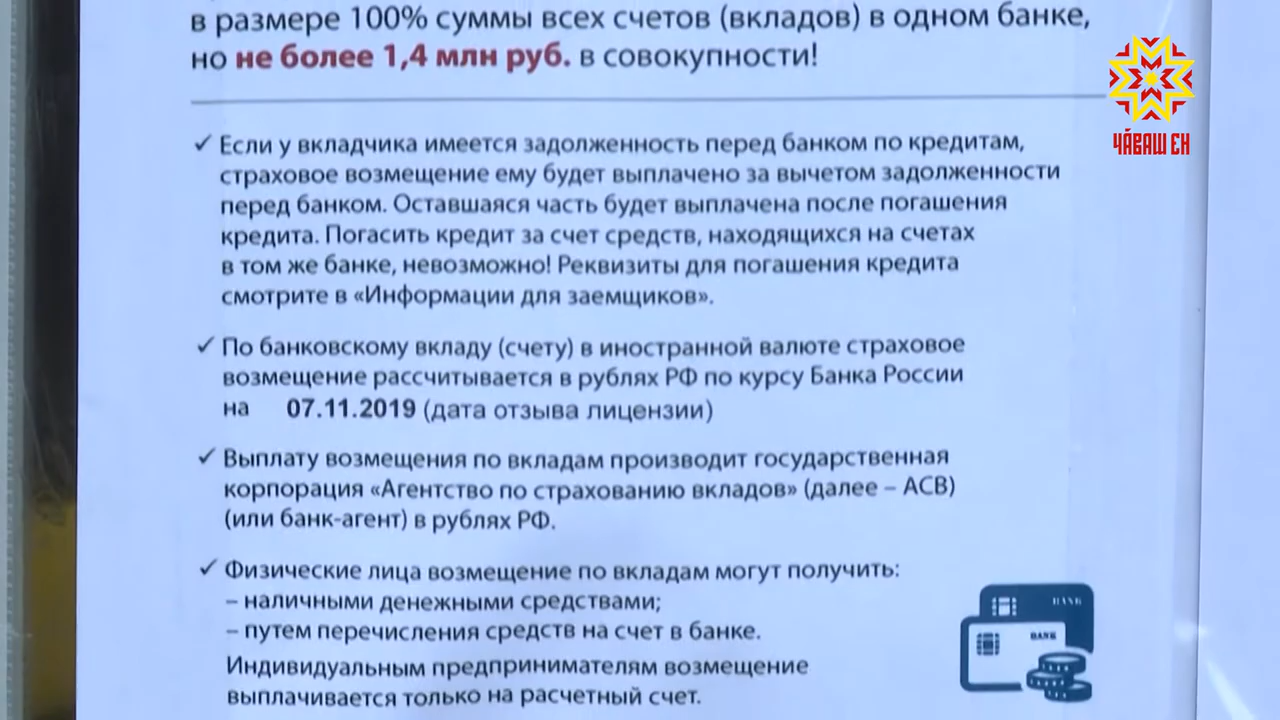 в размере 100% суммы всех счетов (вкладов) в одном банке,
но не более 1,4 млн руб. в совокупности!
ЧӐВАШ ЕН
✓ Если у вкладчика имеется задолженность перед банком по кредитам,
страховое возмещение ему будет выплачено за вычетом задолженности
перед банком. Оставшаяся часть будет выплачена после погашения
кредита. Погасить кредит за счет средств, находящихся на счетах
в том же банке, невозможно! Реквизиты для погашения кредита
смотрите в «Информации для заемщиков».
✓ По банковскому вкладу (счету) в иностранной валюте страховое
возмещение рассчитывается в рублях РФ по курсу Банка России
на 07.11.2019 (дата отзыва лицензии)
✓ Выплату возмещения по вкладам производит государственная
корпорация «Агентство по страхованию вкладов» (далее – АСВ)
(или банк-агент) в рублях РФ.
✓ Физические лица возмещение по вкладам могут получить:
– наличными денежными средствами;
– путем перечисления средств на счет в банке.
Индивидуальным предпринимателям возмещение
выплачивается только на расчетный счет.
BANK
BANK